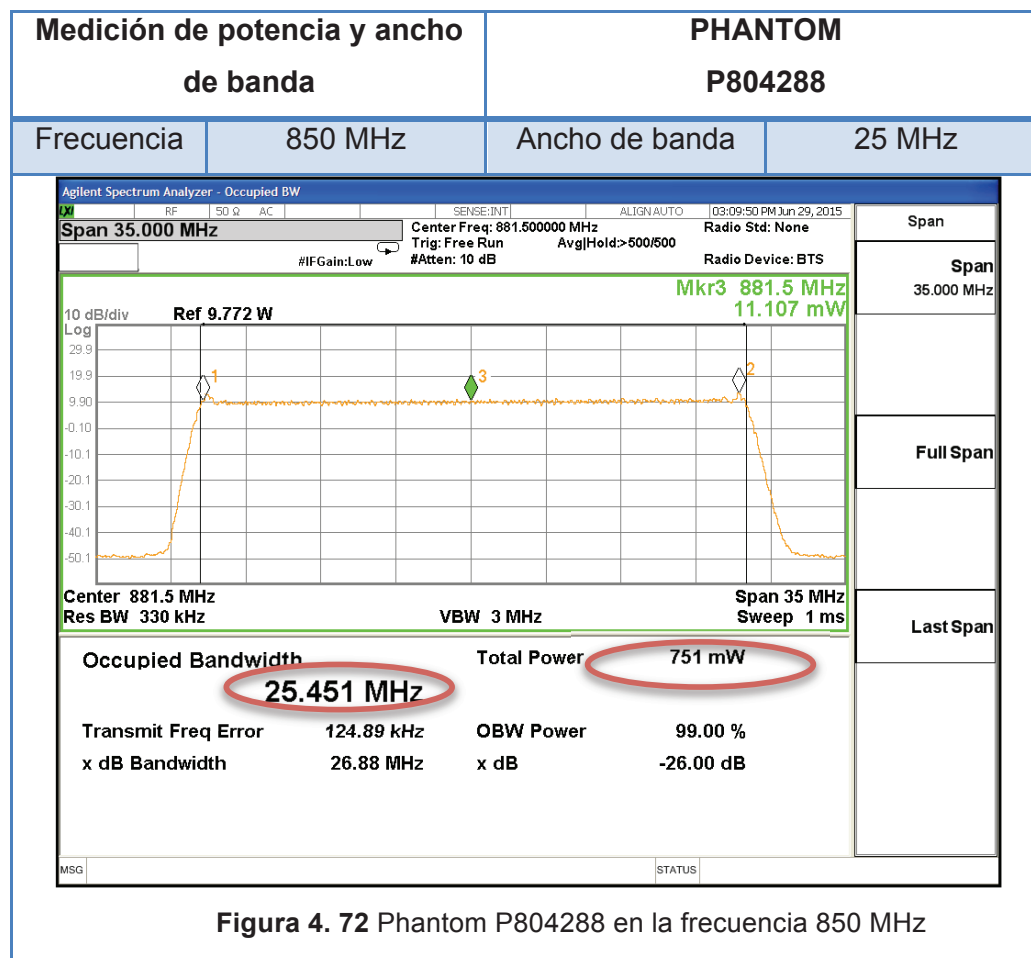 Medición de potencia y ancho de banda
PHANTOM P804288
Frecuencia 850 MHz Ancho de banda 25 MHz
Agilent Spectrum Analyzer - Occupied BW
LXI RF 50 Ω AC SENSE:INT ALIGN AUTO 03:09:50 PM Jun 29, 2015
Span 35.000 MHz
Center Freq: 881.500000 MHz
Radio Std: None
Trig: Free Run Avg|Hold:>500/500
#IFGain:Low #Atten: 10 dB Radio Device: BTS
Mkr3 881.5 MHz
11.107 mW
10 dB/div Ref 9.772 W
Log
29.9
19.9
9.90
-0.10
-10.1
-20.1
-30.1
-40.1
-50.1
1
3
2
Center 881.5 MHz Span 35 MHz
Res BW 330 kHz VBW 3 MHz Sweep 1 ms
Occupied Bandwidth Total Power 751 mW
25.451 MHz
Transmit Freq Error 124.89 kHz OBW Power 99.00 %
x dB Bandwidth 26.88 MHz x dB -26.00 dB
MSG STATUS
Span
Span
35.000 MHz
Full Span
Last Span
Figura 4. 72 Phantom P804288 en la frecuencia 850 MHz